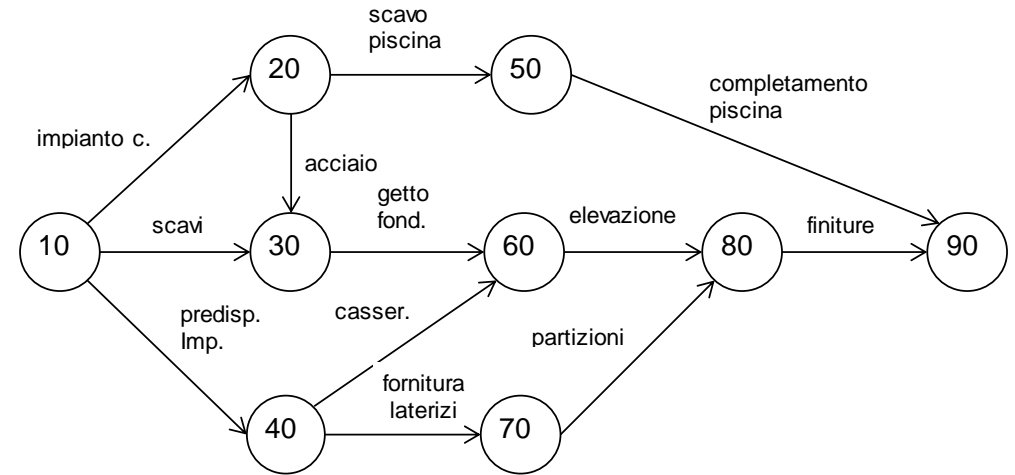 scavo
piscina
20
50
completamento
piscina
impianto c.
acciaio
getto
fond.
scavi
elevazione
finiture
10
30
60
80
90
predisp.
Imp.
casser.
partizioni
fornitura
laterizi
40
70